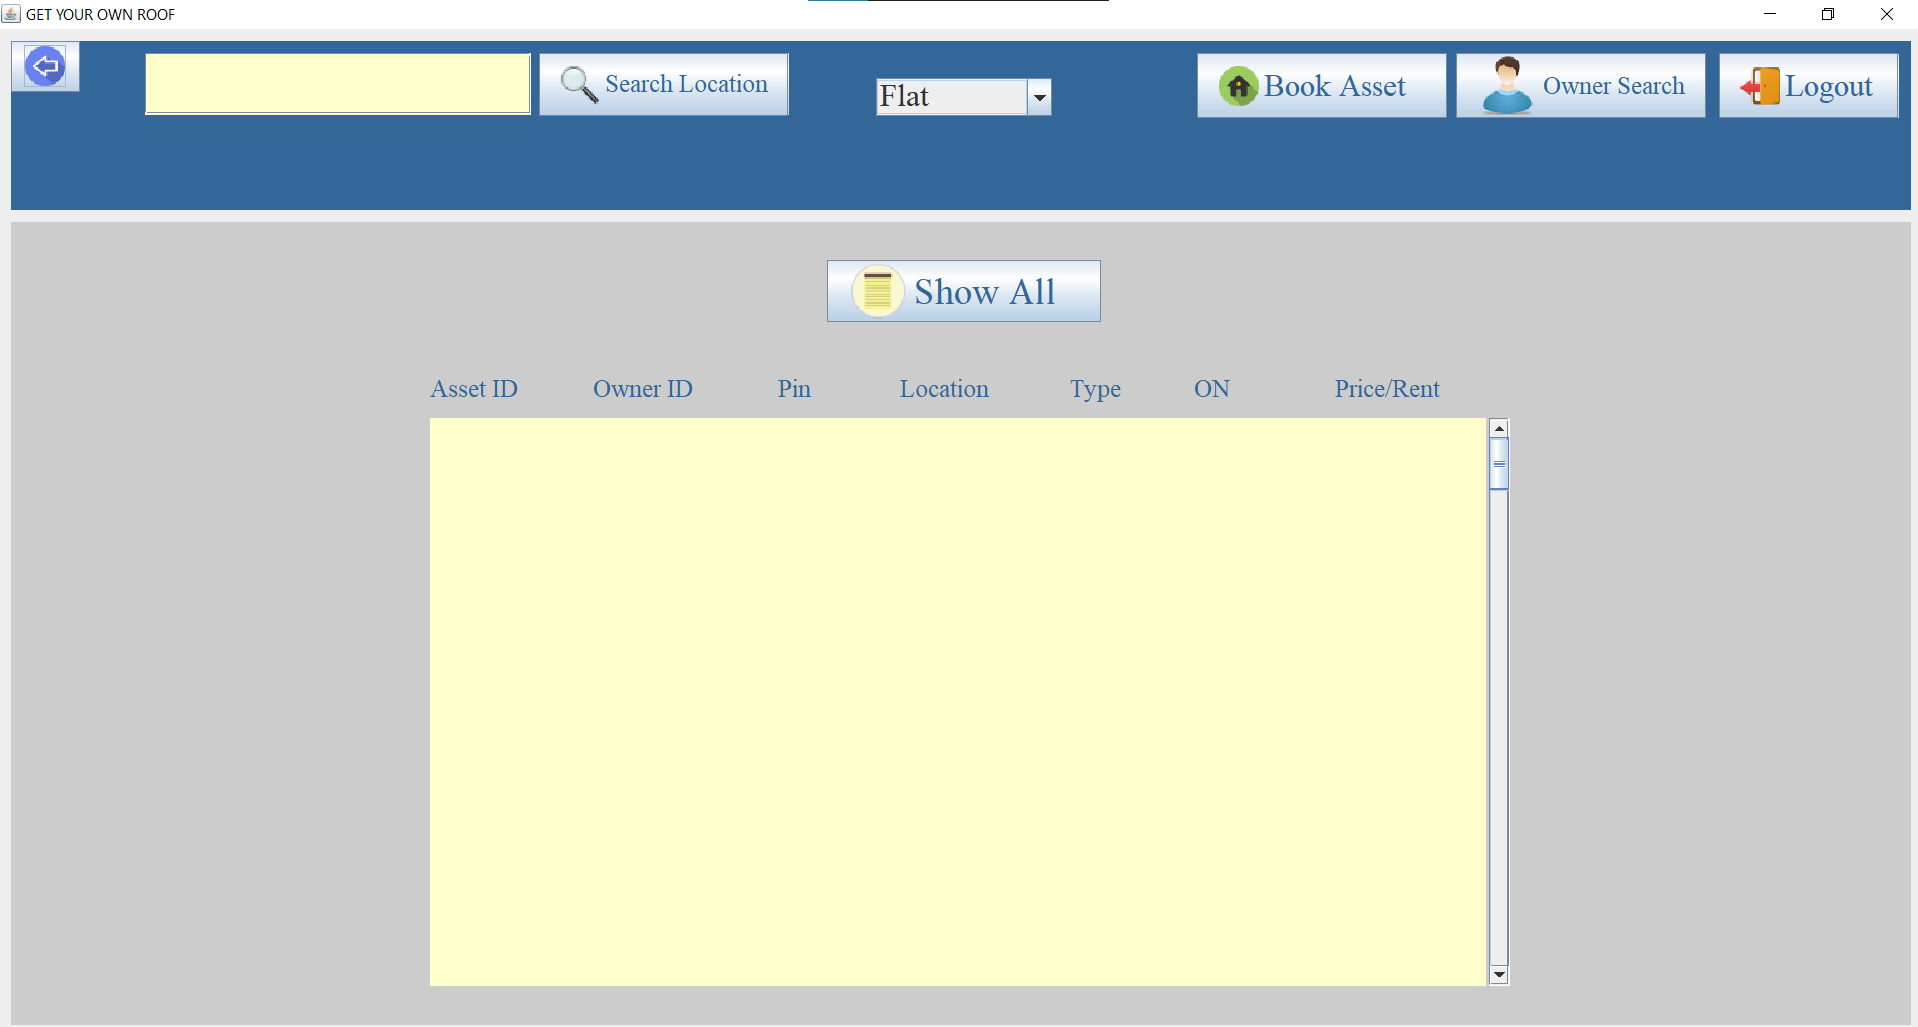 GET YOUR OWN ROOF
Search Location
Flat
Book Asset
Owner Search
Logout
Show All
Asset ID Owner ID Pin Location Type ON Price/Rent